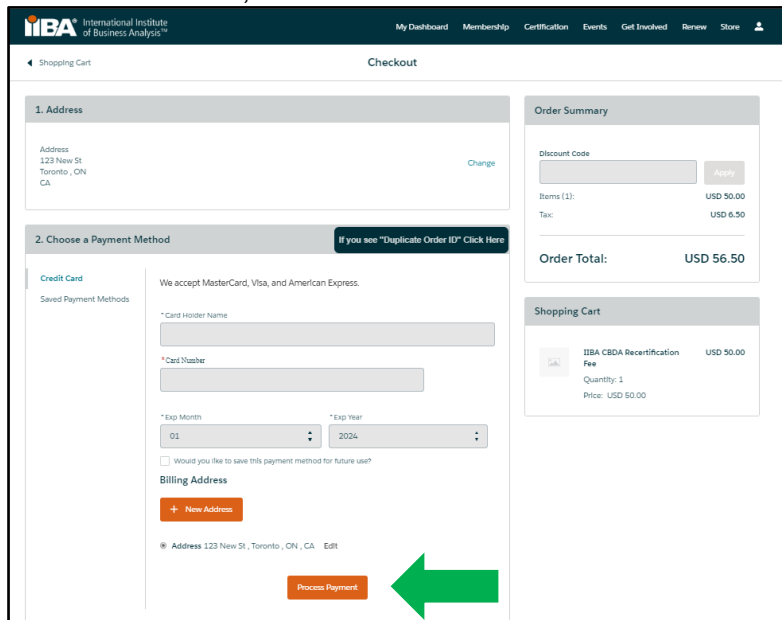 iiBA® International Institute
of Business Analysis™
My Dashboard Membership Certification Events Get Involved Renew Store
Shopping Cart
Checkout
1. Address
Address
123 New St
Toronto , ON
CA
Change
2. Choose a Payment Method
If you see "Duplicate Order ID" Click Here
Credit Card
Saved Payment Methods
We accept MasterCard, Visa, and American Express.
*Card Holder Name
*Card Number
*Exp Month
*Exp Year
01
2024
Would you like to save this payment method for future use?
Billing Address
+ New Address
Address 123 New St , Toronto , ON , CA Edit
Process Payment
Order Summary
Discount Code
Apply
Items (1): USD 50.00
Tax: USD 6.50
Order Total: USD 56.50
Shopping Cart
IIBA CBDA Recertification USD 50.00
Fee
Quantity: 1
Price: USD 50.00